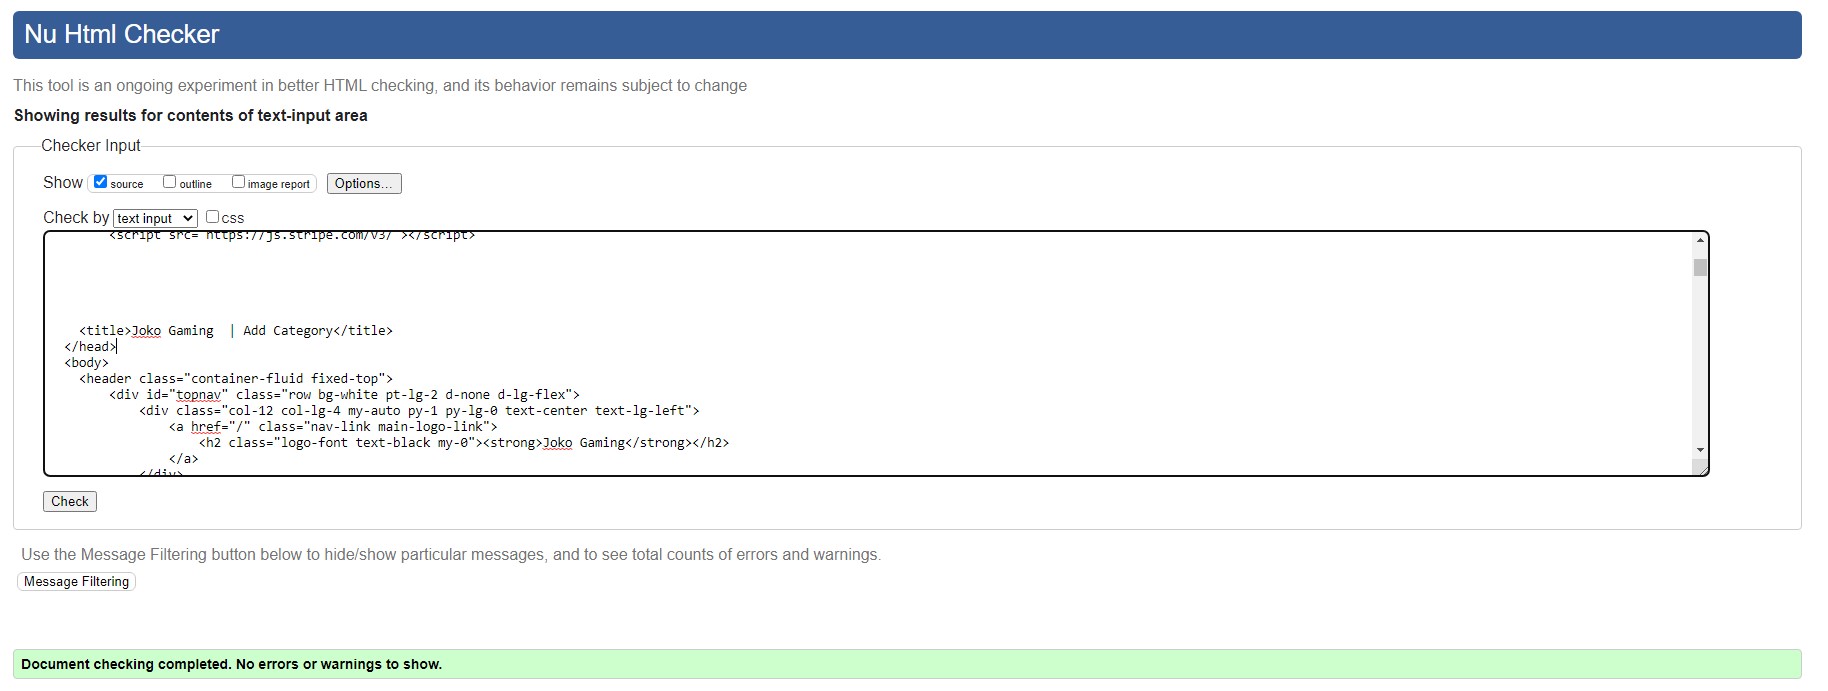 Nu Html Checker
This tool is an ongoing experiment in better HTML checking, and its behavior remains subject to change
Showing results for contents of text-input area
Checker Input
Show source outline image report Options...
Check by text input css
<script src="https://js.stripe.com/v3/"></script>
<title>Joko Gaming  | Add Category</title>
</head>
<body>
<header class="container-fluid fixed-top">
<div id="topnav" class="row bg-white pt-lg-2 d-none d-lg-flex">
<div class="col-12 col-lg-4 my-auto py-1 py-lg-0 text-center text-lg-left">
<a href="/" class="nav-link main-logo-link">
<h2 class="logo-font text-black my-0"><strong>Joko Gaming</strong></h2>
</a>
</div>
Check
Use the Message Filtering button below to hide/show particular messages, and to see total counts of errors and warnings.
Message Filtering
Document checking completed. No errors or warnings to show.